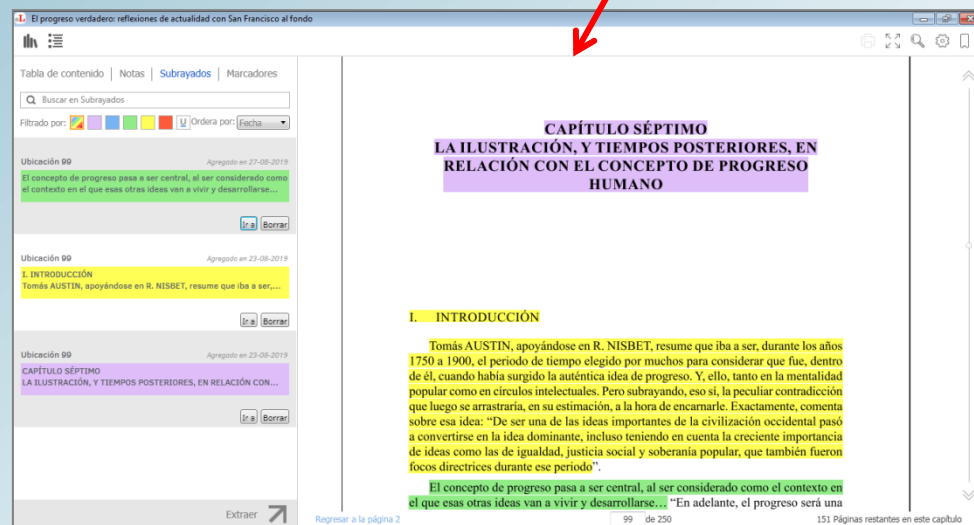 El progreso verdadero: reflexiones de actualidad con San Francisco al fondo
Tabla de contenido | Notas | Subrayados | Marcadores
Buscar en Subrayados
Filtrado por: U Ordera por: Fecha
Ubicación 99 Agregado en 27-08-2019
El concepto de progreso pasa a ser central, al ser considerado como
el contexto en el que esas otras ideas van a vivir y desarrollarse...
Ir a Borrar
Ubicación 99 Agregado en 23-08-2019
I. INTRODUCCIÓN
Tomás AUSTIN, apoyándose en R. NISBET, resume que iba a ser,...
Ir a Borrar
Ubicación 99 Agregado en 23-08-2019
CAPÍTULO SÉPTIMO
LA ILUSTRACIÓN, Y TIEMPOS POSTERIORES, EN RELACIÓN CON...
Ir a Borrar
Extraer
CAPÍTULO SÉPTIMO
LA ILUSTRACIÓN, Y TIEMPOS POSTERIORES, EN
RELACIÓN CON EL CONCEPTO DE PROGRESO
HUMANO
I. INTRODUCCIÓN
Tomás AUSTIN, apoyándose en R. NISBET, resume que iba a ser, durante los años
1750 a 1900, el periodo de tiempo elegido por muchos para considerar que fue, dentro
de él, cuando había surgido la auténtica idea de progreso. Y, ello, tanto en la mentalidad
popular como en círculos intelectuales. Pero subrayando, eso sí, la peculiar contradicción
que luego se arrastraría, en su estimación, a la hora de encarnarle. Exactamente, comenta
sobre esa idea: “De ser una de las ideas importantes de la civilización occidental pasó
a convertirse en la idea dominante, incluso teniendo en cuenta la creciente importancia
de ideas como las de igualdad, justicia social y soberanía popular, que también fueron
focos directrices durante ese periodo”.
El concepto de progreso pasa a ser central, al ser considerado como el contexto en
el que esas otras ideas van a vivir y desarrollarse… “En adelante, el progreso será una
Regresar a la página 2
99 de 250
151 Páginas restantes en este capítulo